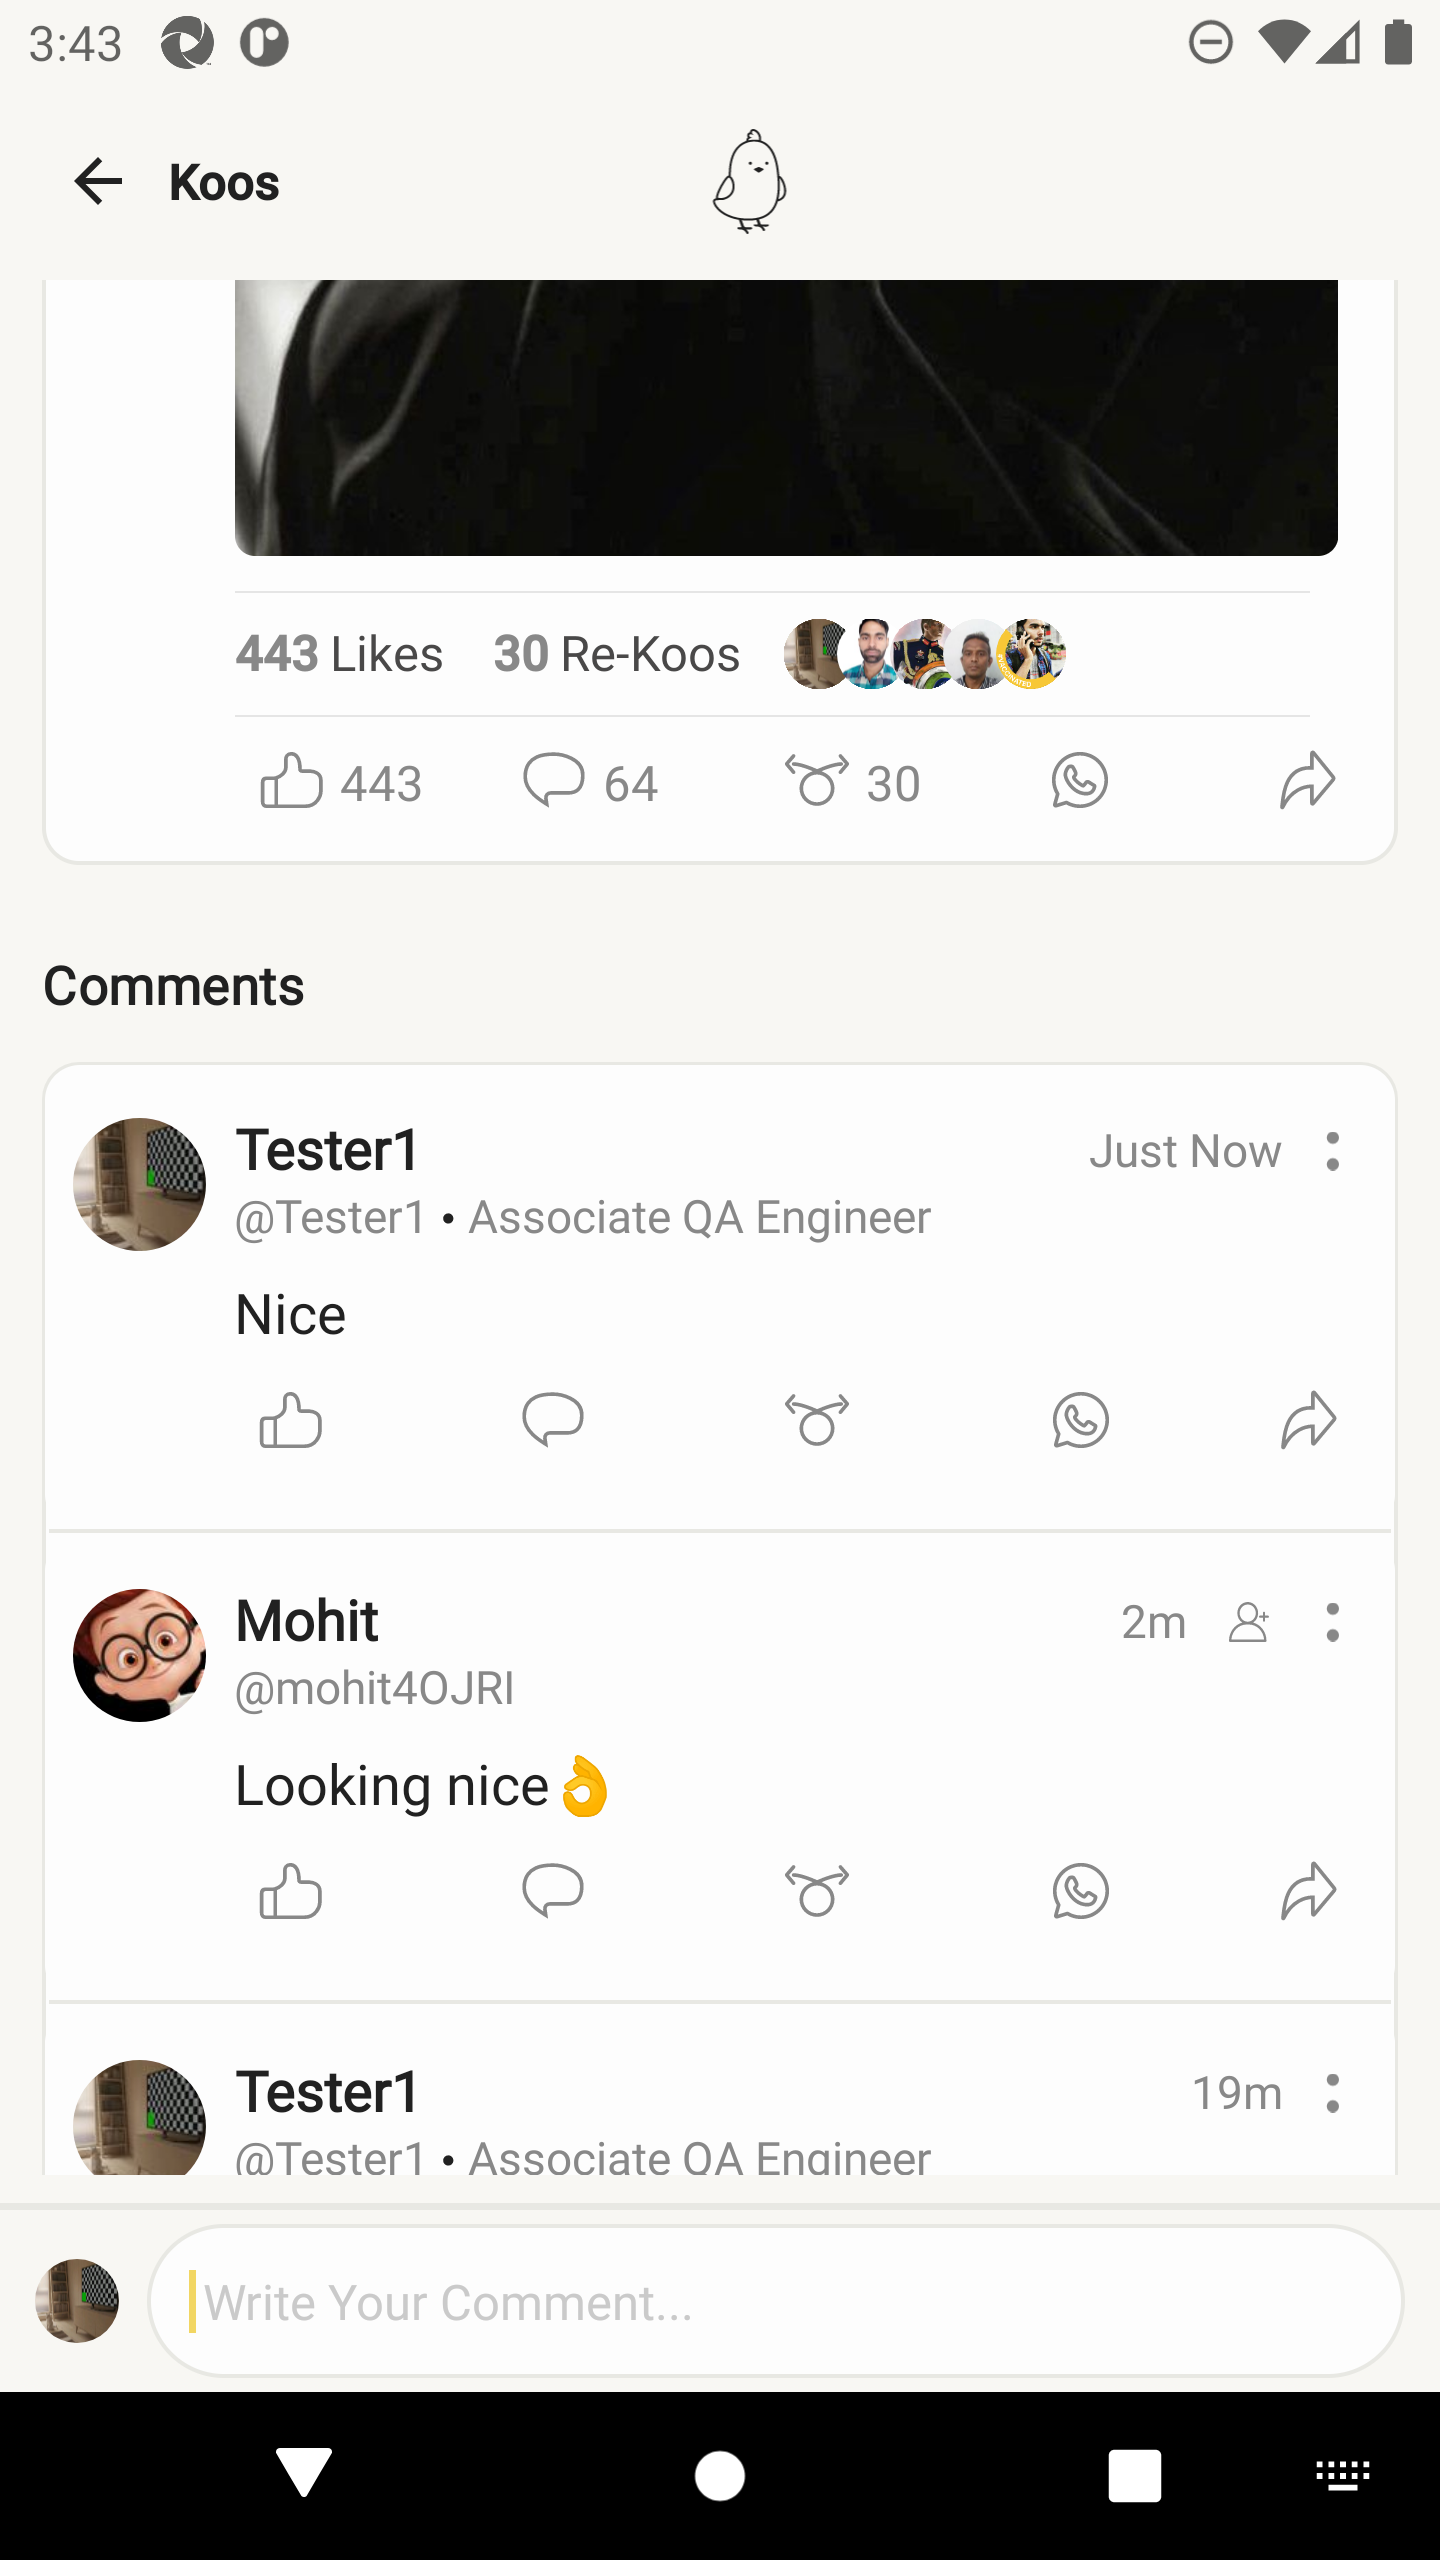 3:43
Koos
443 Likes 30 Re-Koos
443 64 30
Comments
Tester1 Just Now
@Tester1 • Associate QA Engineer
Nice
Mohit 2m
@mohit4OJRI
Looking nice👌
Tester1 19m
@Tester1 • Associate QA Engineer
Write Your Comment...